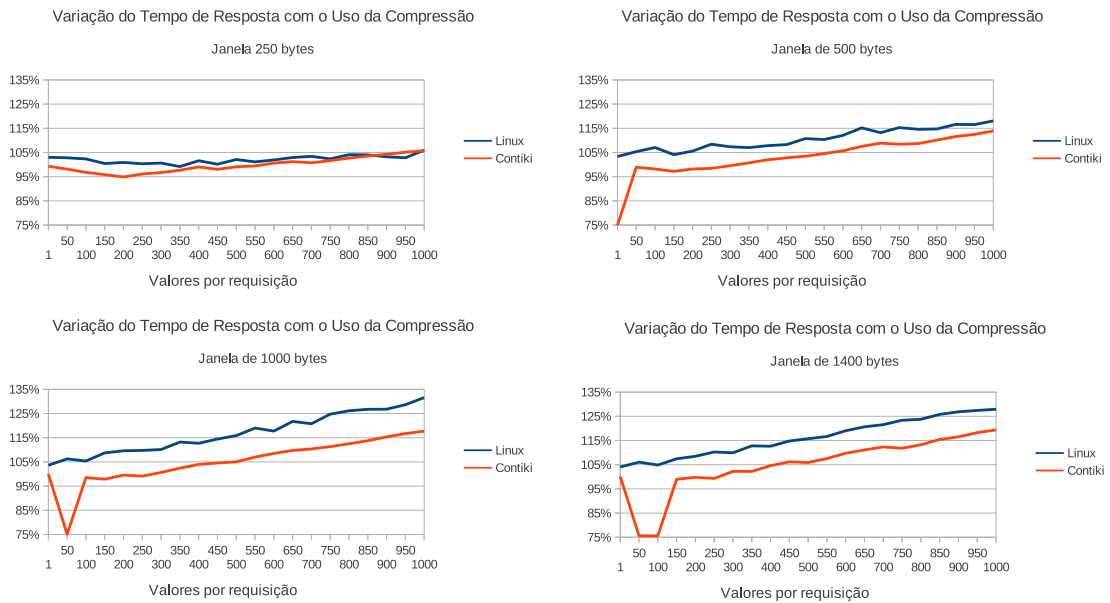 Variação do Tempo de Resposta com o Uso da Compressão
Janela 250 bytes
135%
125%
115%
105%
95%
85%
75%
50 150 250 350 450 550 650 750 850 950
1 100 200 300 400 500 600 700 800 900 1000
Valores por requisição
Linux
Contiki
Variação do Tempo de Resposta com o Uso da Compressão
Janela de 500 bytes
135%
125%
115%
105%
95%
85%
75%
50 150 250 350 450 550 650 750 850 950
1 100 200 300 400 500 600 700 800 900 1000
Valores por requisição
Linux
Contiki
Variação do Tempo de Resposta com o Uso da Compressão
Janela de 1000 bytes
135%
125%
115%
105%
95%
85%
75%
50 150 250 350 450 550 650 750 850 950
1 100 200 300 400 500 600 700 800 900 1000
Valores por requisição
Linux
Contiki
Variação do Tempo de Resposta com o Uso da Compressão
Janela de 1400 bytes
135%
125%
115%
105%
95%
85%
75%
50 150 250 350 450 550 650 750 850 950
1 100 200 300 400 500 600 700 800 900 1000
Valores por requisição
Linux
Contiki